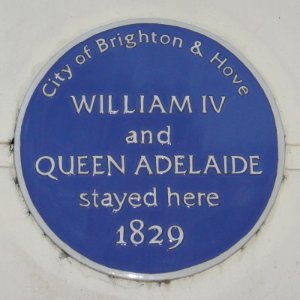 City of Brighton & Hove
WILLIAM IV
and
QUEEN ADELAIDE
stayed here
1829